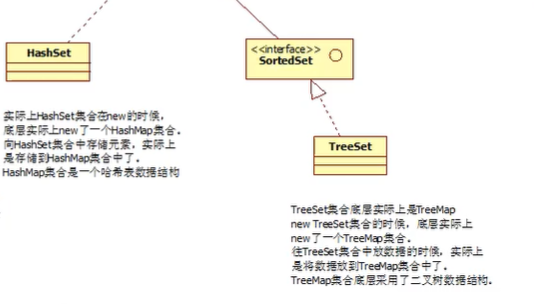 HashSet
<<interface>>
SortedSet
实际上HashSet集合在new的时候，
底层实际上new了一个HashMap集合。
向HashSet集合中存储元素，实际上
是存储到HashMap集合中了。
HashMap集合是一个哈希表数据结构
TreeSet
TreeSet集合底层实际上是TreeMap
new TreeSet集合的时候，底层实际上
new了一个TreeMap集合。
往TreeSet集合中放数据的时候，实际上
是将数据放到TreeMap集合中了。
TreeMap集合底层采用了二叉树数据结构。